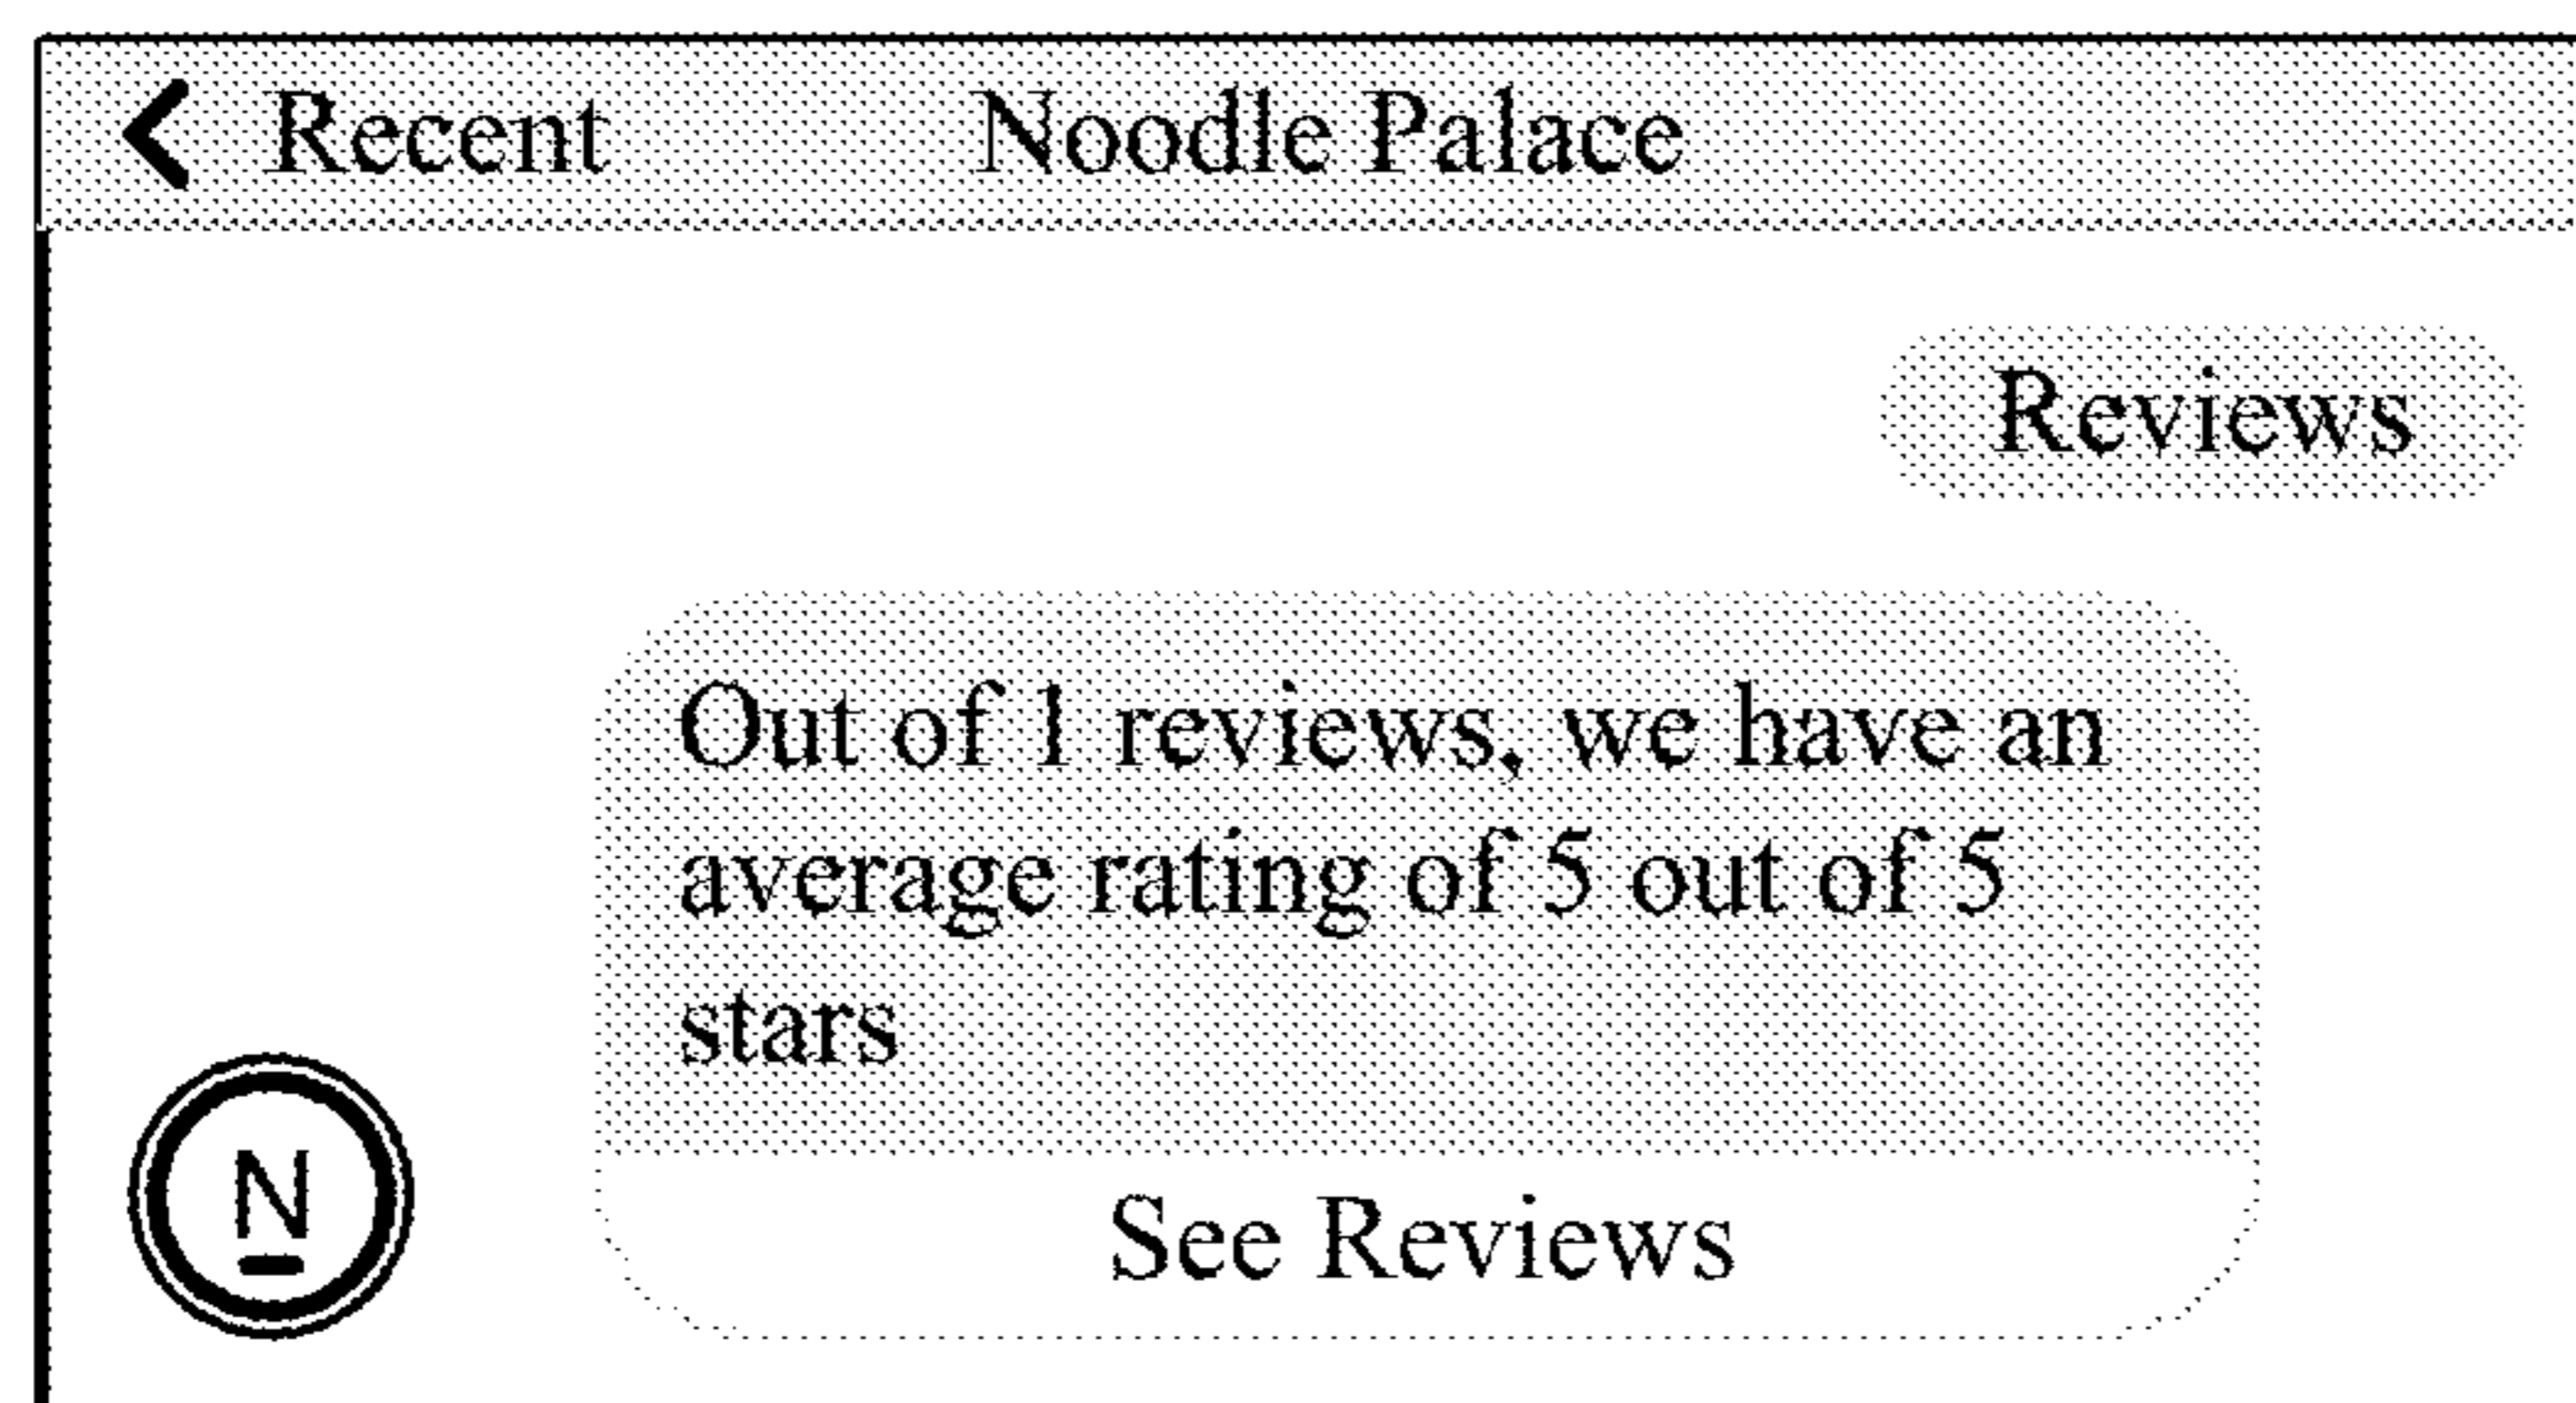 Recent Noodle Palace
Reviews
Out of 1 reviews, we have an
average rating of 5 out of 5
stars
N
See Reviews